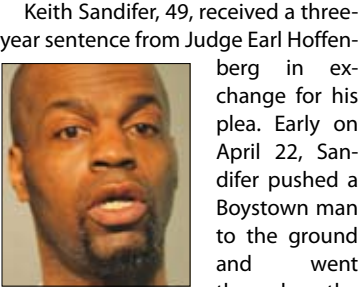 Keith Sandifer, 49, received a three-
year sentence from Judge Earl Hoffen-
berg in ex-
change for his
plea. Early on
April 22, San-
difer pushed a
Boystown man
to the ground
and went